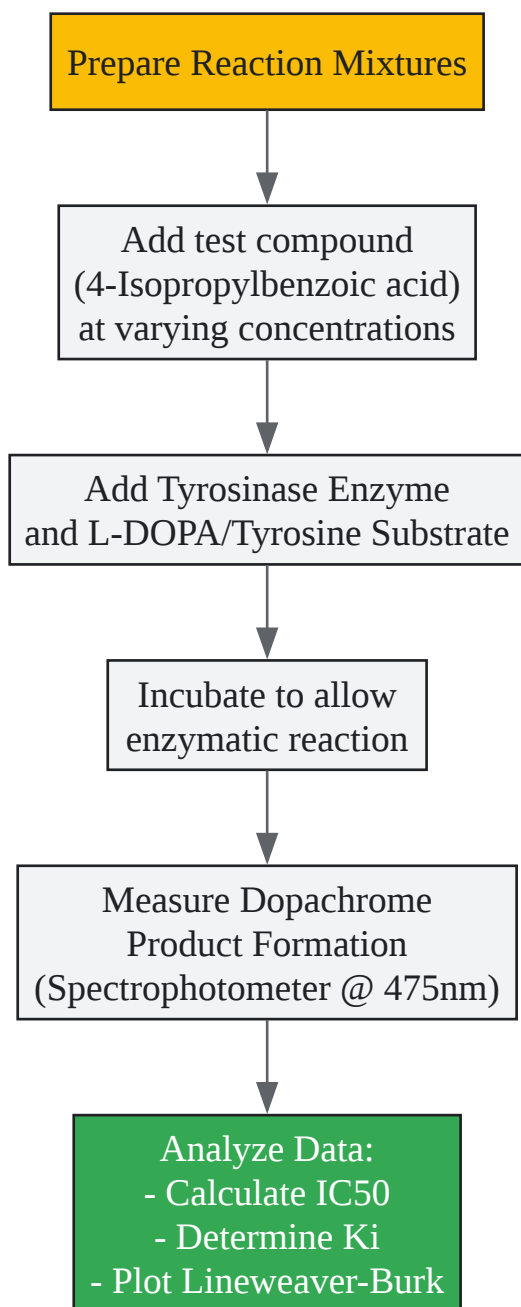 Prepare Reaction Mixtures
Add test compound
(4-Isopropylbenzoic acid)
at varying concentrations
Add Tyrosinase Enzyme
and L-DOPA/Tyrosine Substrate
Incubate to allow
enzymatic reaction
Measure Dopachrome
Product Formation
(Spectrophotometer @ 475nm)
Analyze Data:
- Calculate IC50
- Determine Ki
- Plot Lineweaver-Burk